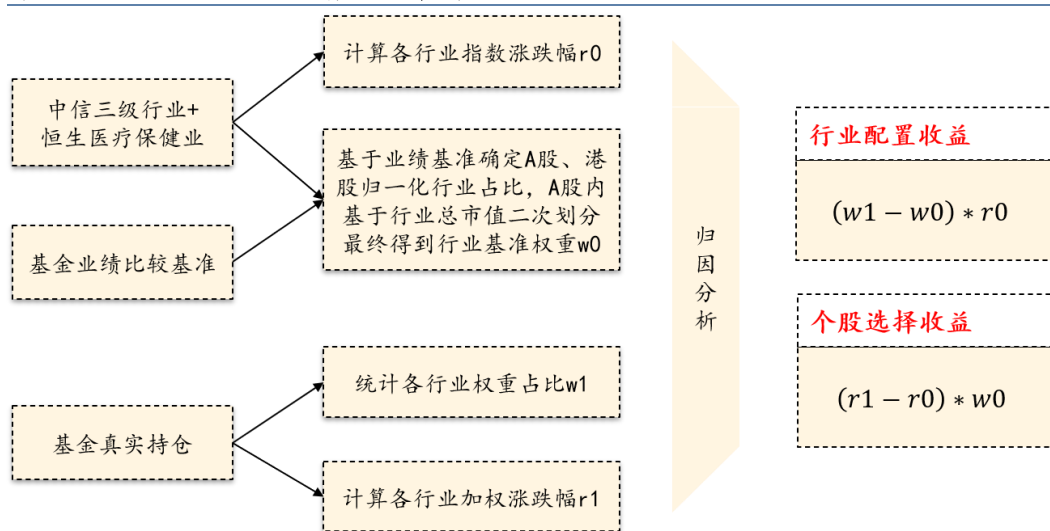 中信三级行业+
恒生医疗保健业
基金业绩比较基准
计算各行业指数涨跌幅r0
基于业绩基准确定A股、港
股归一化行业占比，A股内
基于行业总市值二次划分
最终得到行业基准权重w0
基金真实持仓
统计各行业权重占比w1
计算各行业加权涨跌幅r1
归
因
分
析
行业配置收益
(w1 − w0) * r0
个股选择收益
(r1 − r0) * w0